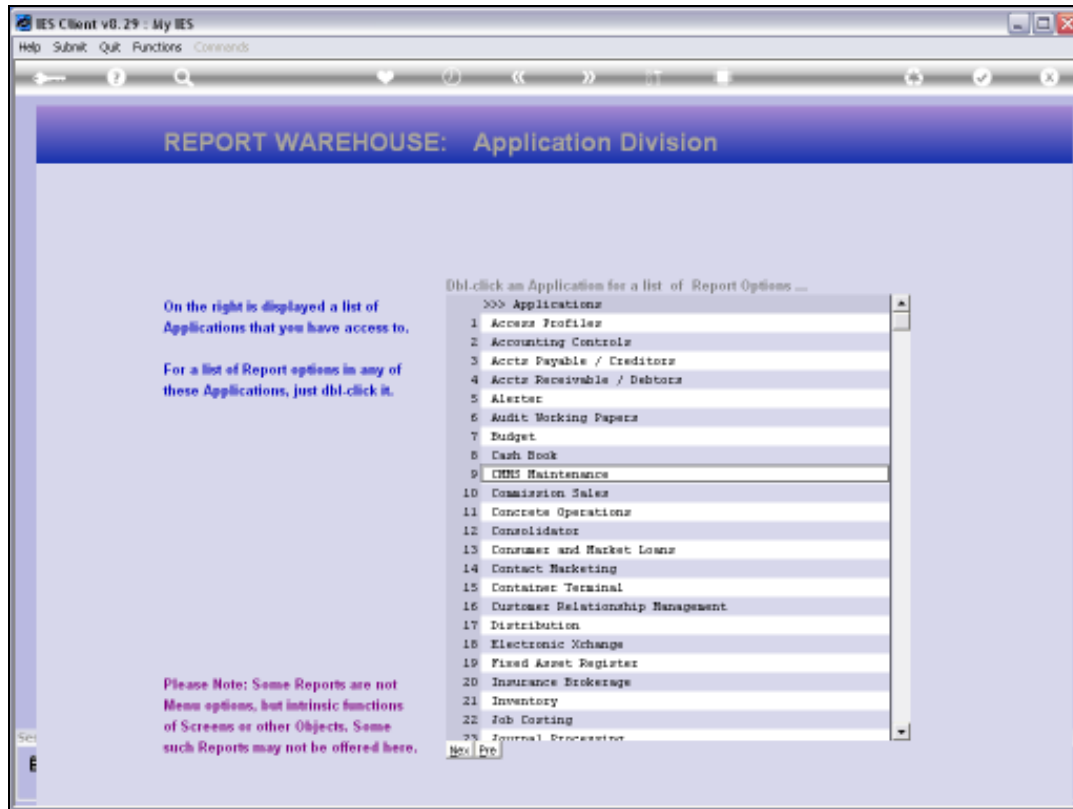 IES Client v8.29 : My IES
Help Submit Quit Functions Commands
REPORT WAREHOUSE: Application Division
Dbl-click an Application for a list of Report Options ...
>>> Applications
On the right is displayed a list of
Applications that you have access to.
For a list of Report options in any of
these Applications, just dbl-click it.
1 Access Profiles
2 Accounting Controls
3 Accts Payable / Creditors
4 Accts Receivable / Debtors
5 Alerter
6 Audit Working Papers
7 Budget
8 Cash Book
9 CMMS Maintenance
10 Commission Sales
11 Concrete Operations
12 Consolidator
13 Consumer and Market Loans
14 Contact Marketing
15 Container Terminal
16 Customer Relationship Management
17 Distribution
18 Electronic Xchange
19 Fixed Asset Register
20 Insurance Brokerage
21 Inventory
22 Job Costing
23 Journal Processing
Please Note: Some Reports are not
Menu options, but intrinsic functions
of Screens or other Objects. Some
such Reports may not be offered here.
Nex Pre